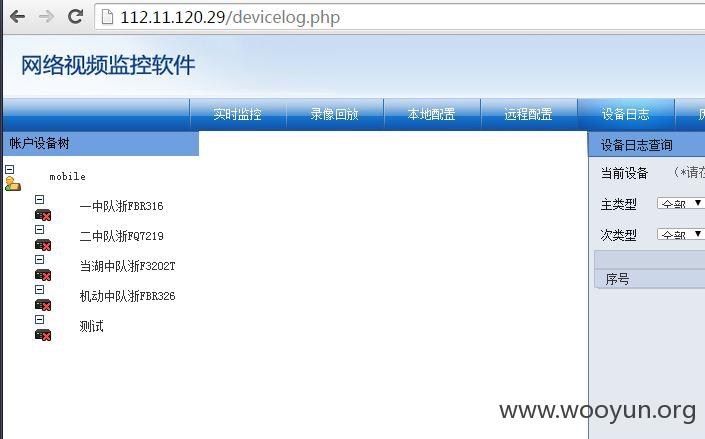 112.11.120.29/devicelog.php
网络视频监控软件
实时监控 录像回放 本地配置 远程配置 设备日志
帐户设备树
设备日志查询
mobile
当前设备 (*请在
一中队浙FBR316
主类型 全部
二中队浙FQ7219
次类型 全部
当湖中队浙F3202T
序号
机动中队浙FBR326
测试
www.wooyun.org